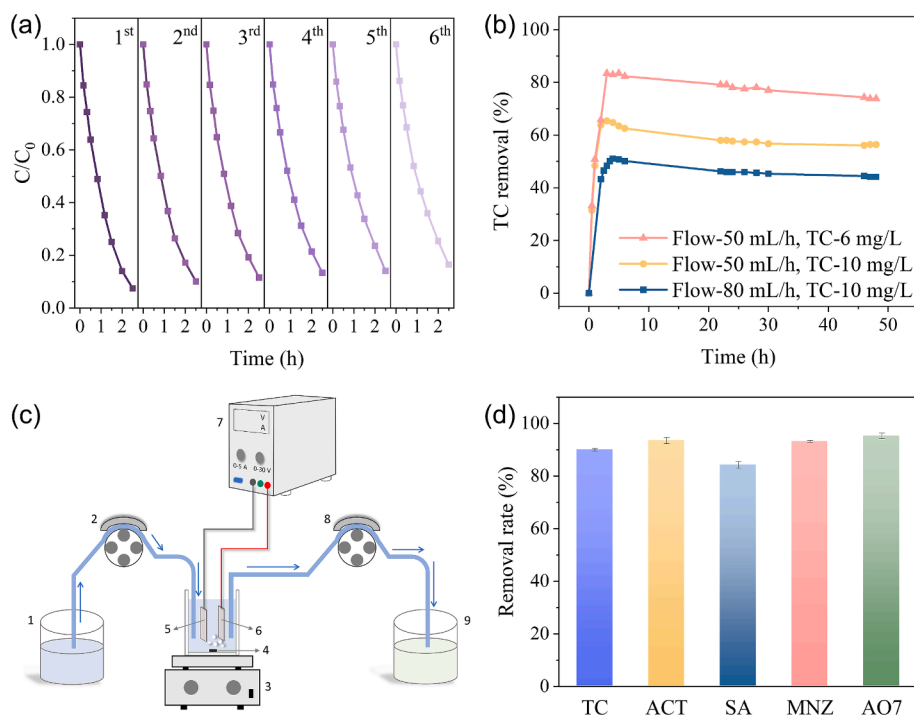 (a)
1st 2nd 3rd 4th 5th 6th
1.0
0.8
0.6
0.4
0.2
0.0
C/C0
0 1 2 0 1 2 0 1 2 0 1 2 0 1 2 0 1 2
Time (h)
(b)
100
80
60
40
20
0
TC removal (%)
Flow-50 mL/h, TC-6 mg/L
Flow-50 mL/h, TC-10 mg/L
Flow-80 mL/h, TC-10 mg/L
0 10 20 30 40 50
Time (h)
(c)
7
V
A
0-5 A 0-30 V
2
8
1
5
6
9
4
3
(d)
100
80
60
40
20
0
Removal rate (%)
TC ACT SA MNZ AO7